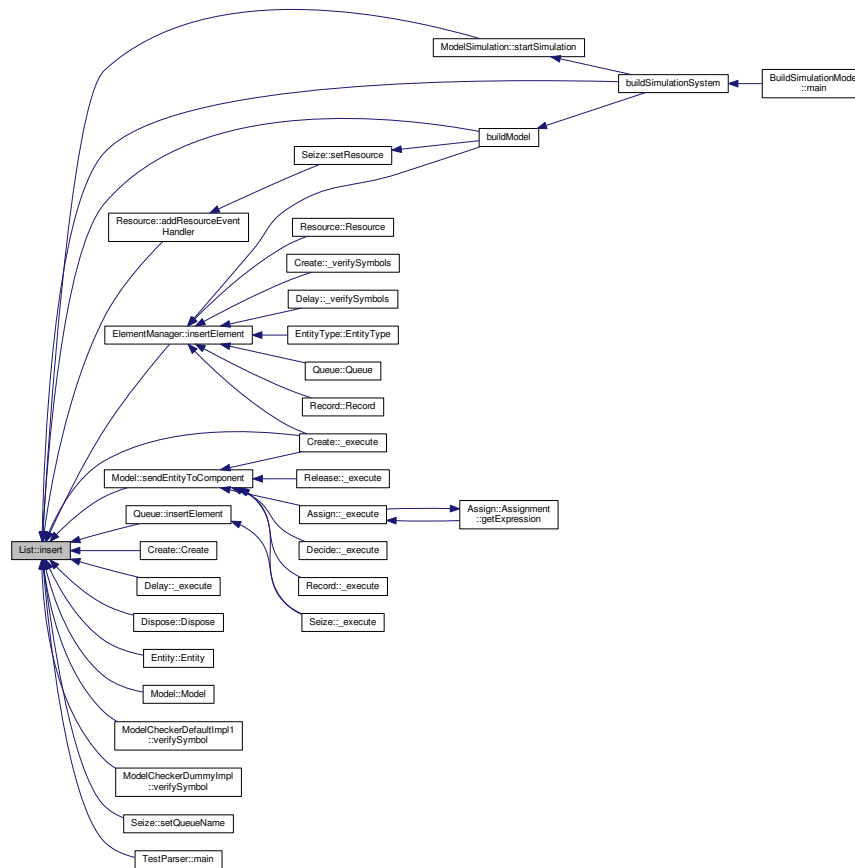 ModelSimulation::startSimulation
buildSimulationSystem
BuildSimulationModel
::main
buildModel
Seize::setResource
Resource::addResourceEvent
Handler
Resource::Resource
Create::_verifySymbols
Delay::_verifySymbols
ElementManager::insertElement
EntityType::EntityType
Queue::Queue
Record::Record
Create::_execute
Model::sendEntityToComponent
Release::_execute
Queue::insertElement
Assign::_execute
Assign::Assignment
::getExpression
List::insert
Create::Create
Decide::_execute
Delay::_execute
Record::_execute
Dispose::Dispose
Seize::_execute
Entity::Entity
Model::Model
ModelCheckerDefaultImpl1
::verifySymbol
ModelCheckerDummyImpl
::verifySymbol
Seize::setQueueName
TestParser::main